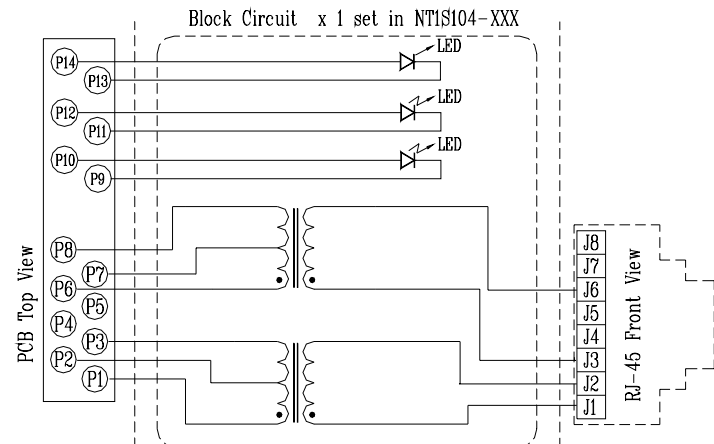 Block Circuit x 1 set in NT1S104-XXX
P14
LED
P13
P12
LED
P11
P10
LED
P9
P8
P7
P6
P5
P4
P3
P2
P1
PCB Top View
J8
J7
J6
J5
J4
J3
J2
J1
RJ-45 Front View